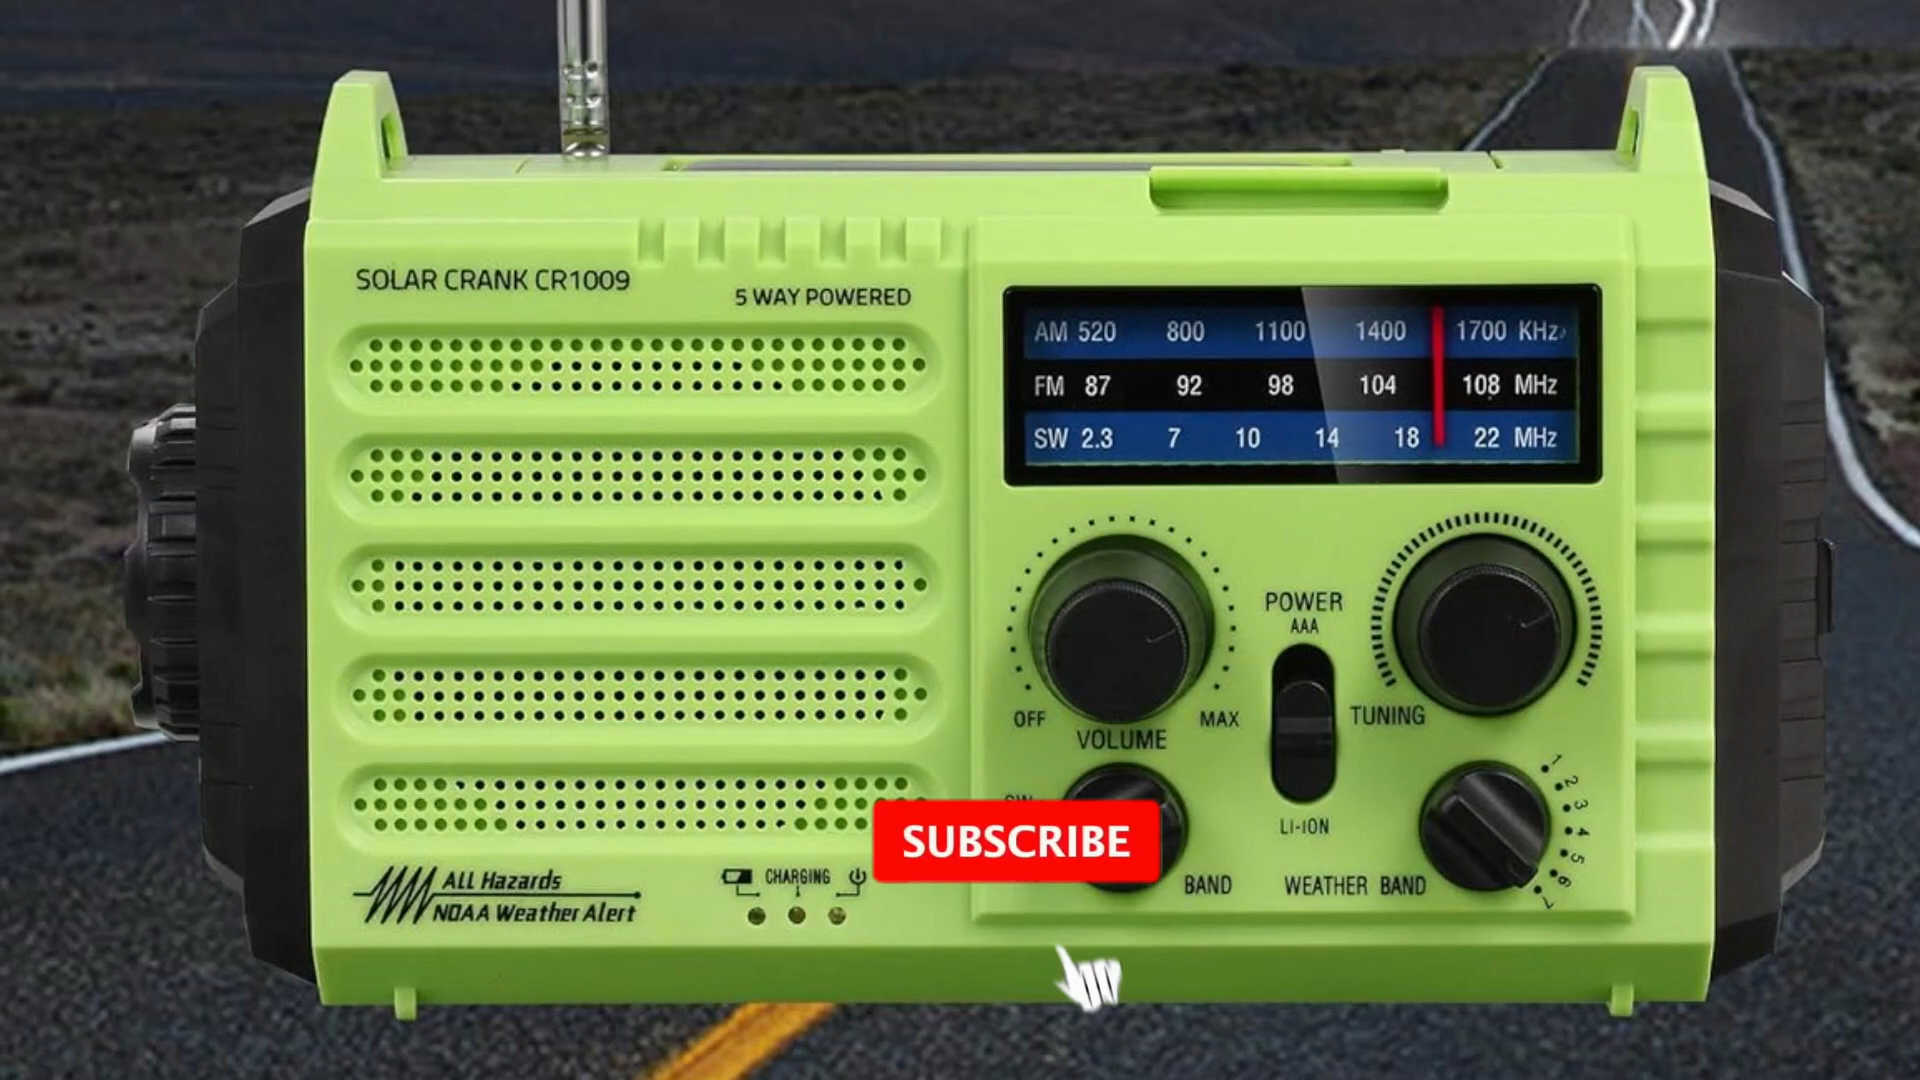 SOLAR CRANK CR1009
5 WAY POWERED
AM 520 800 1100 1400 1700 KHz
FM 87 92 98 104 108 MHz
SW 2.3 7 10 14 18 22 MHz
POWER
AAA
OFF
MAX
VOLUME
TUNING
SW
LI-ION
1
2
3
4
5
6
7
SUBSCRIBE
BAND
WEATHER BAND
ALL Hazards
NOAA Weather Alert
CHARGING